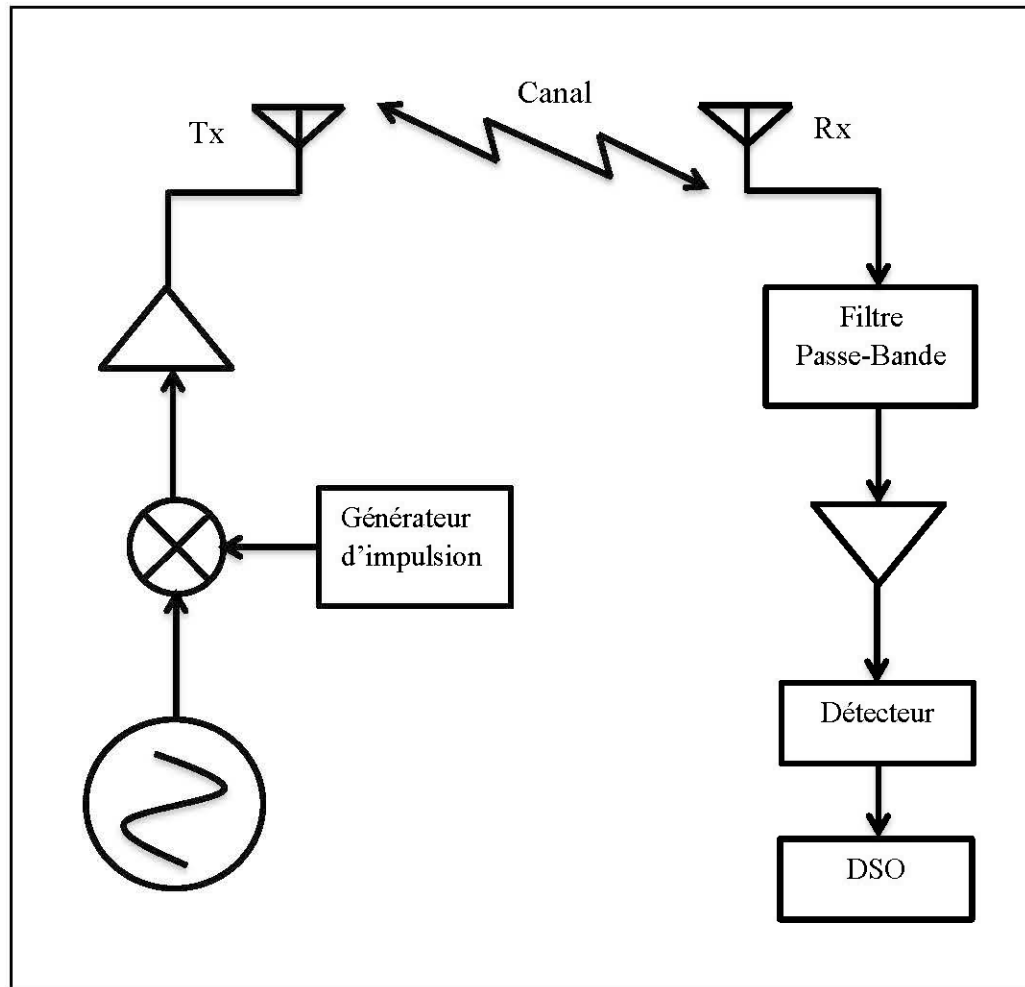 Canal
Tx
Rx
Filtre
Passe-Bande
Générateur
d'impulsion
Détecteur
DSO